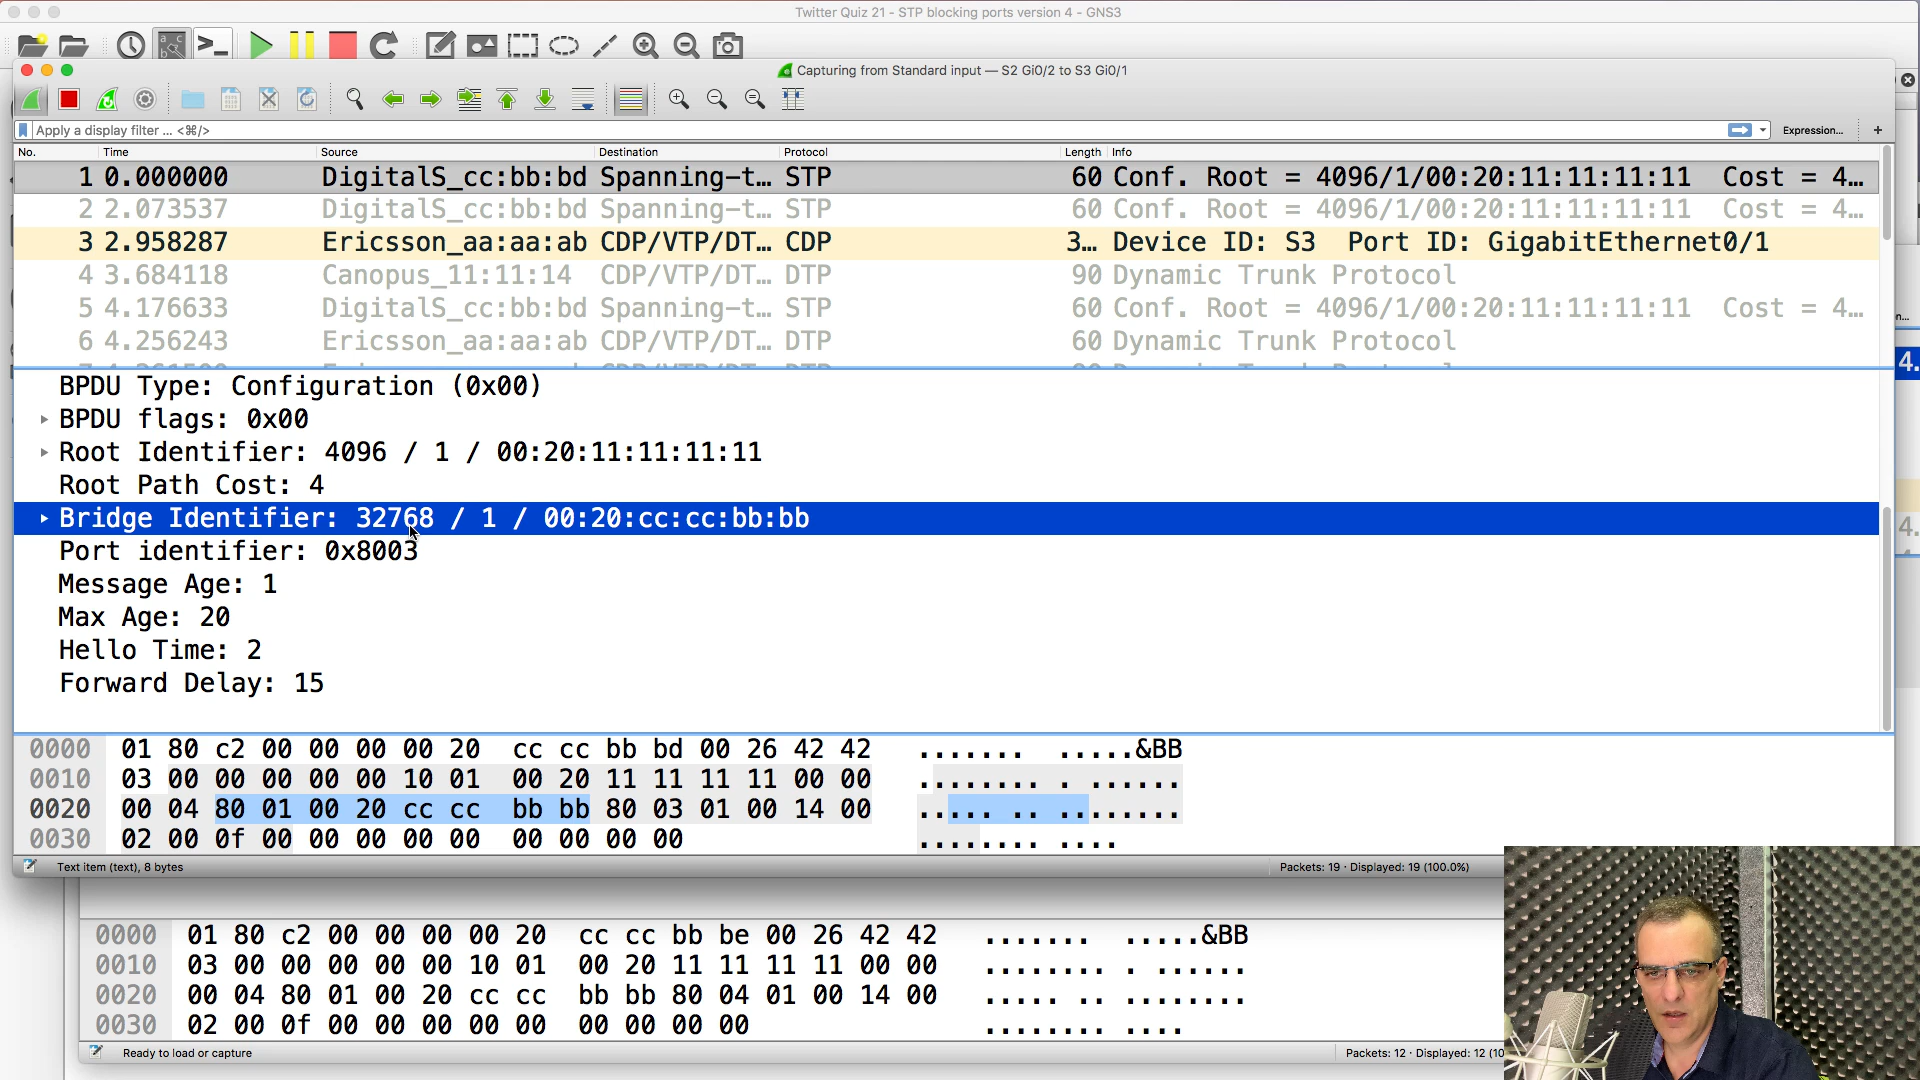 Twitter Quiz 21 - STP blocking ports version 4 - GNS3
Capturing from Standard input — S2 Gi0/2 to S3 Gi0/1
Apply a display filter ... <⌘/>
Expression...
+
No. Time Source Destination Protocol Length Info
1 0.000000 DigitalS_cc:bb:bd Spanning-t... STP 60 Conf. Root = 4096/1/00:20:11:11:11:11 Cost = 4...
2 2.073537 DigitalS_cc:bb:bd Spanning-t... STP 60 Conf. Root = 4096/1/00:20:11:11:11:11 Cost = 4...
3 2.958287 Ericsson_aa:aa:ab CDP/VTP/DT... CDP 3... Device ID: S3 Port ID: GigabitEthernet0/1
4 3.684118 Canopus_11:11:14 CDP/VTP/DT... DTP 90 Dynamic Trunk Protocol
5 4.176633 DigitalS_cc:bb:bd Spanning-t... STP 60 Conf. Root = 4096/1/00:20:11:11:11:11 Cost = 4...
6 4.256243 Ericsson_aa:aa:ab CDP/VTP/DT... DTP 60 Dynamic Trunk Protocol
BPDU Type: Configuration (0x00)
BPDU flags: 0x00
Root Identifier: 4096 / 1 / 00:20:11:11:11:11
Root Path Cost: 4
Bridge Identifier: 32768 / 1 / 00:20:cc:cc:bb:bb
Port identifier: 0x8003
Message Age: 1
Max Age: 20
Hello Time: 2
Forward Delay: 15
0000 01 80 c2 00 00 00 00 20 cc cc bb bd 00 26 42 42 ....... .....&BB
0010 03 00 00 00 00 00 10 01 00 20 11 11 11 11 00 00 ........ . ......
0020 00 04 80 01 00 20 cc cc bb bb 80 03 01 00 14 00 ..... .. ........
0030 02 00 0f 00 00 00 00 00 00 00 00 00 ........ ....
Text item (text), 8 bytes
Packets: 19 · Displayed: 19 (100.0%)
0000 01 80 c2 00 00 00 00 20 cc cc bb be 00 26 42 42 ....... .....&BB
0010 03 00 00 00 00 00 10 01 00 20 11 11 11 11 00 00 ........ . ......
0020 00 04 80 01 00 20 cc cc bb bb 80 04 01 00 14 00 ..... .. ........
0030 02 00 0f 00 00 00 00 00 00 00 00 00 ........ ....
Ready to load or capture
Packets: 12 · Displayed: 12 (10